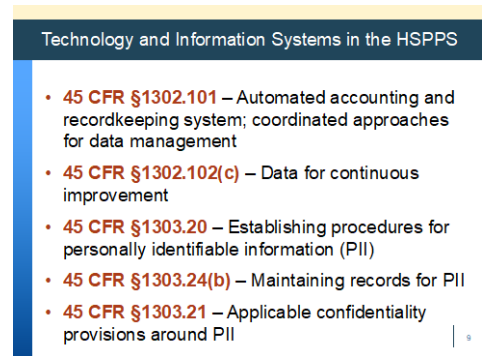 Technology and Information Systems in the HSPPS
• 45 CFR §1302.101 – Automated accounting and
recordkeeping system; coordinated approaches
for data management
• 45 CFR §1302.102(c) – Data for continuous
improvement
• 45 CFR §1303.20 – Establishing procedures for
personally identifiable information (PII)
• 45 CFR §1303.24(b) – Maintaining records for PII
• 45 CFR §1303.21 – Applicable confidentiality
provisions around PII
9